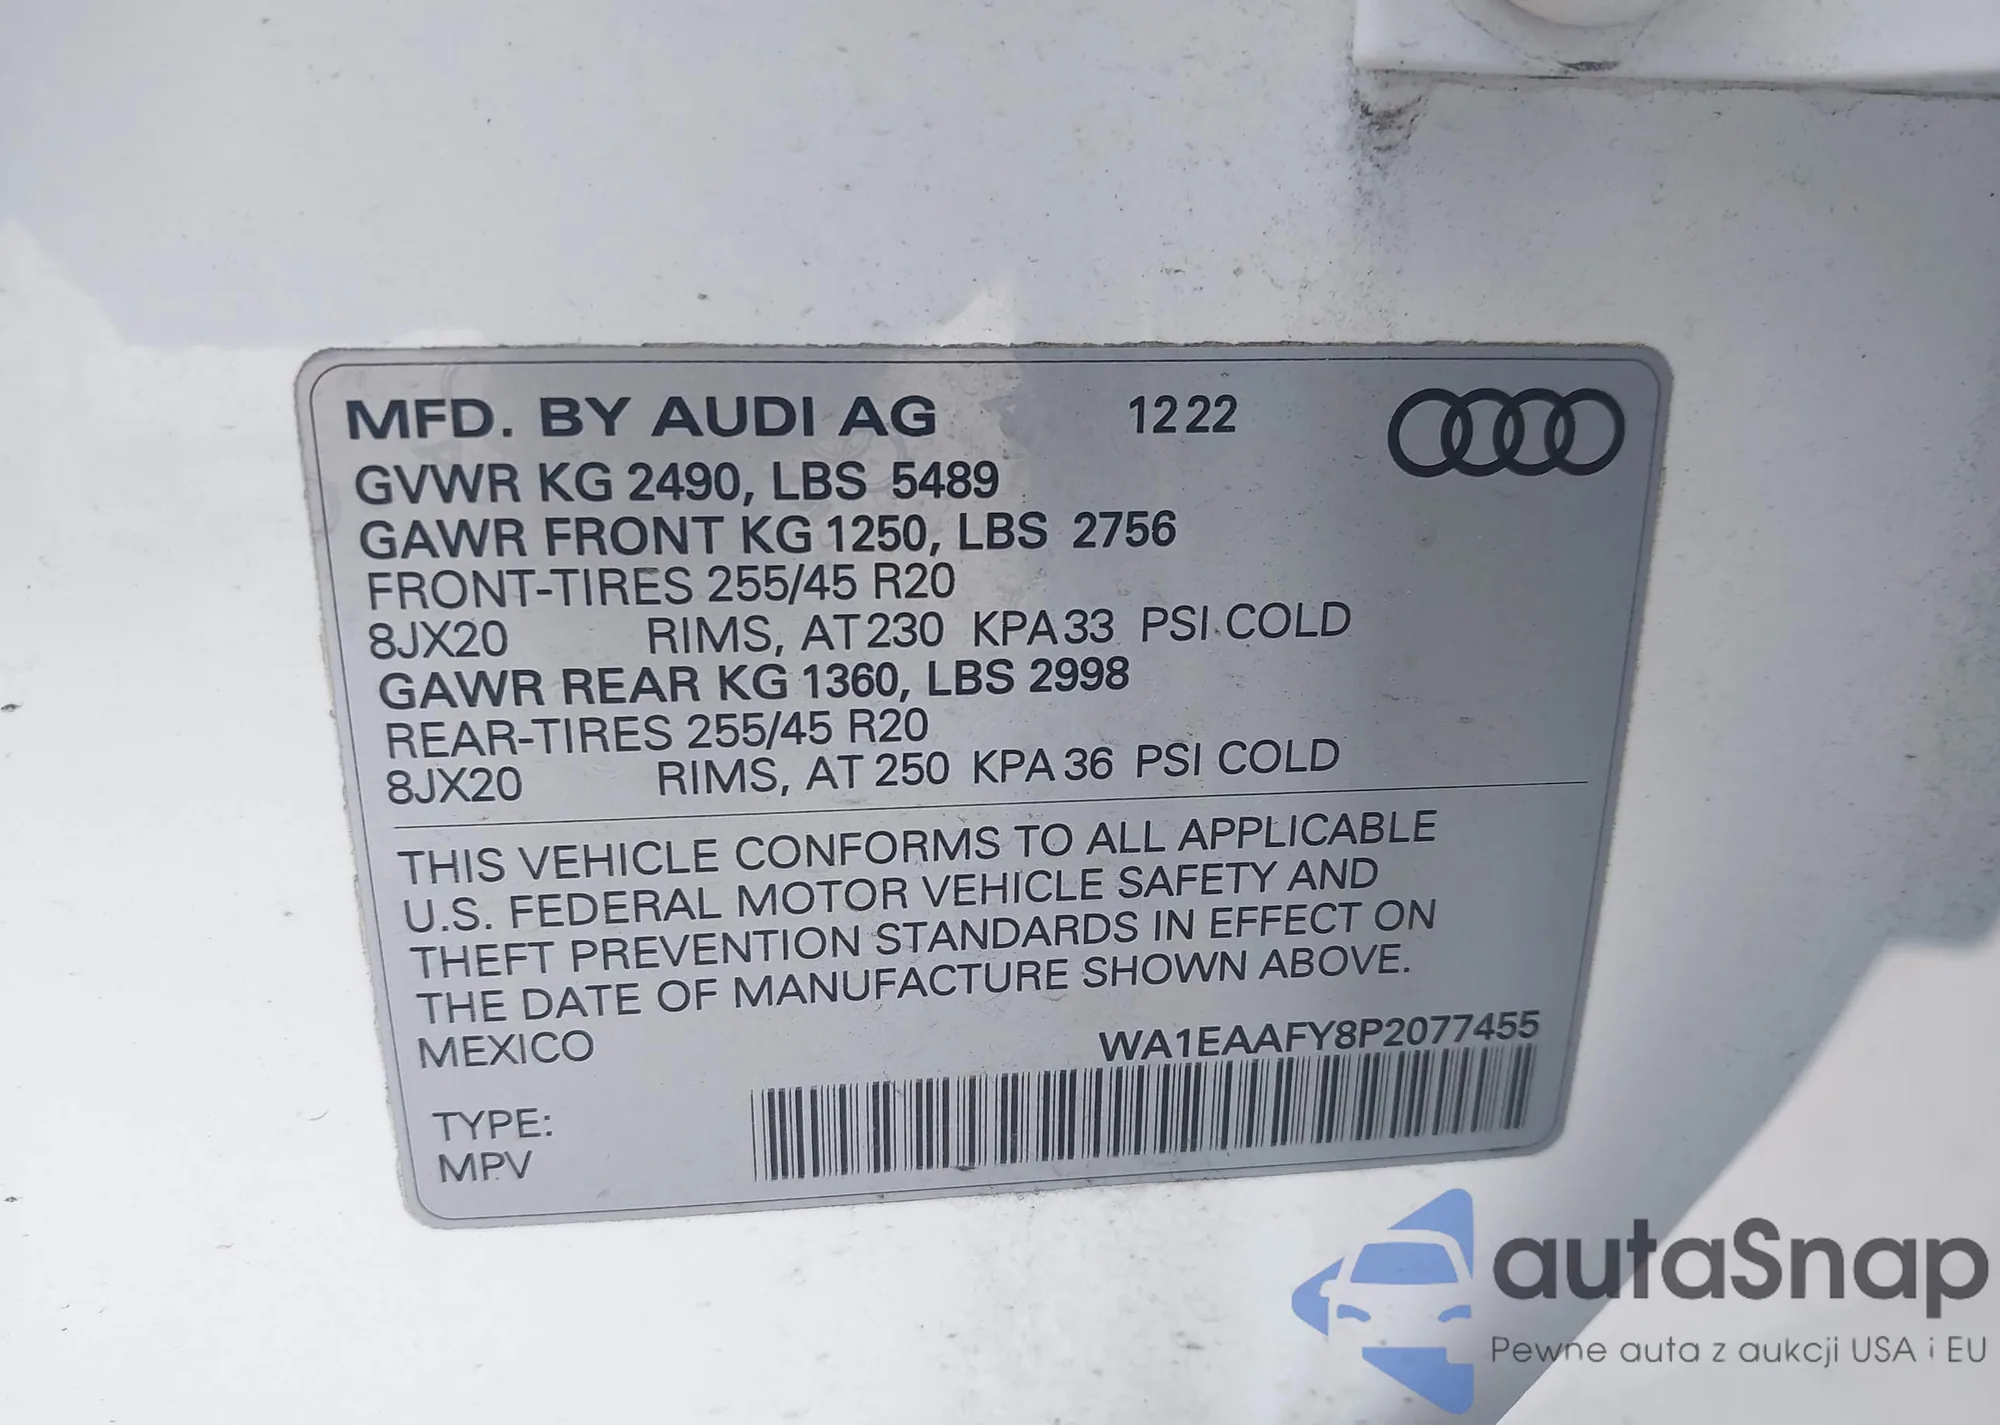 MFD. BY AUDI AG 12 22
GVWR KG 2490, LBS 5489
GAWR FRONT KG 1250, LBS 2756
FRONT-TIRES 255/45 R20
8JX20 RIMS, AT 230 KPA 33 PSI COLD
GAWR REAR KG 1360, LBS 2998
REAR-TIRES 255/45 R20
8JX20 RIMS, AT 250 KPA 36 PSI COLD
THIS VEHICLE CONFORMS TO ALL APPLICABLE
U.S. FEDERAL MOTOR VEHICLE SAFETY AND
THEFT PREVENTION STANDARDS IN EFFECT ON
THE DATE OF MANUFACTURE SHOWN ABOVE.
MEXICO WA1EAAFY8P2077455
TYPE:
MPV
autaSnap
Pewne auta z aukcji USA i EU